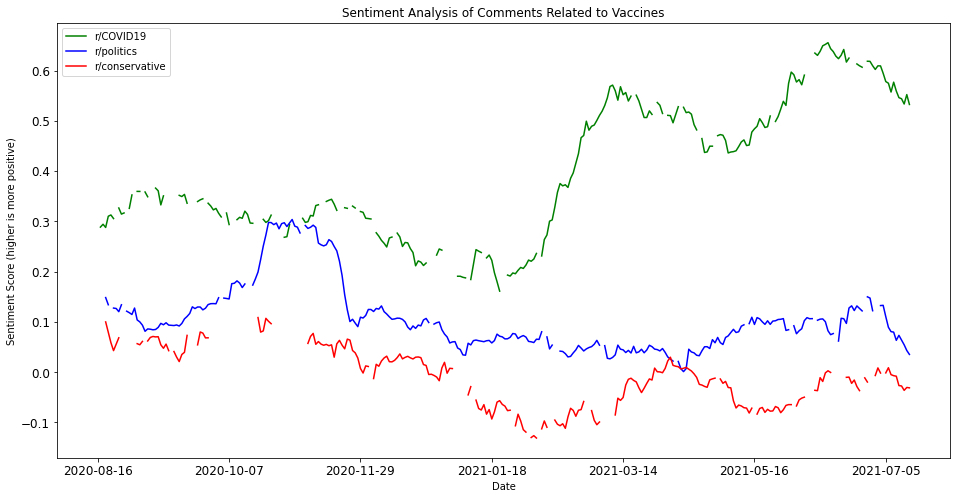 Sentiment Analysis of Comments Related to Vaccines
r/COVID19
r/politics
r/conservative
Sentiment Score (higher is more positive)
0.6
0.5
0.4
0.3
0.2
0.1
0.0
−0.1
2020-08-16
2020-10-07
2020-11-29
2021-01-18
2021-03-14
2021-05-16
2021-07-05
Date